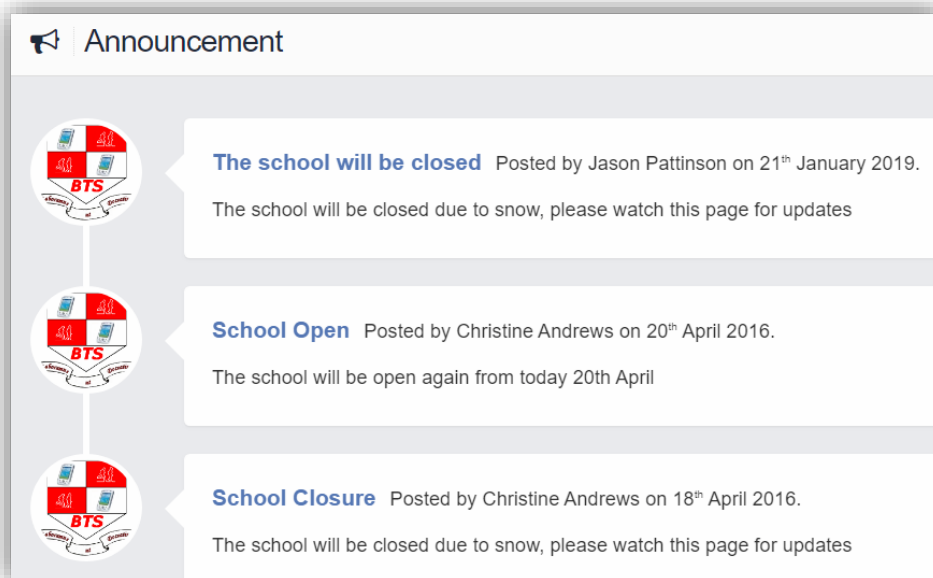 Announcement
BTS
The school will be closed Posted by Jason Pattinson on 21th January 2019.
The school will be closed due to snow, please watch this page for updates
BTS
School Open Posted by Christine Andrews on 20th April 2016.
The school will be open again from today 20th April
BTS
School Closure Posted by Christine Andrews on 18th April 2016.
The school will be closed due to snow, please watch this page for updates